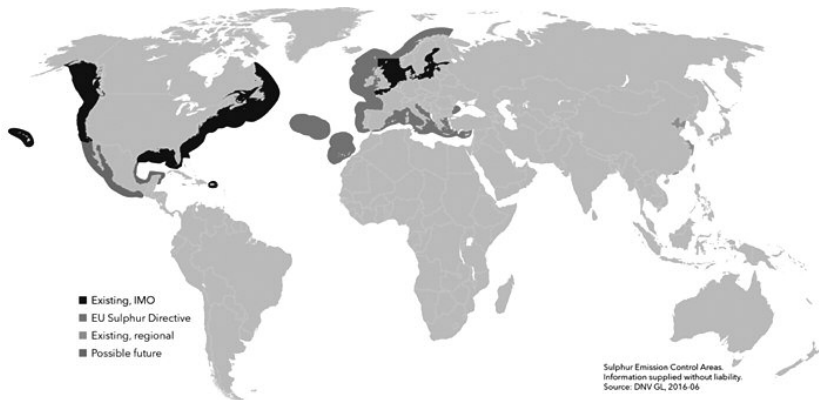 Existing, IMO
EU Sulphur Directive
Existing, regional
Possible future
Sulphur Emission Control Areas.
Information supplied without liability.
Source: DNV GL, 2016-06